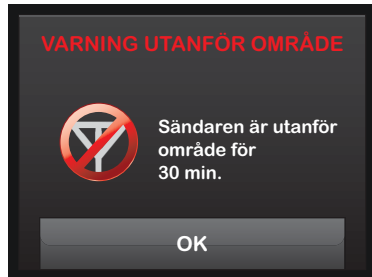 VARNING UTANFÖR OMRÅDE
Sändaren är utanför
område för
30 min.
OK